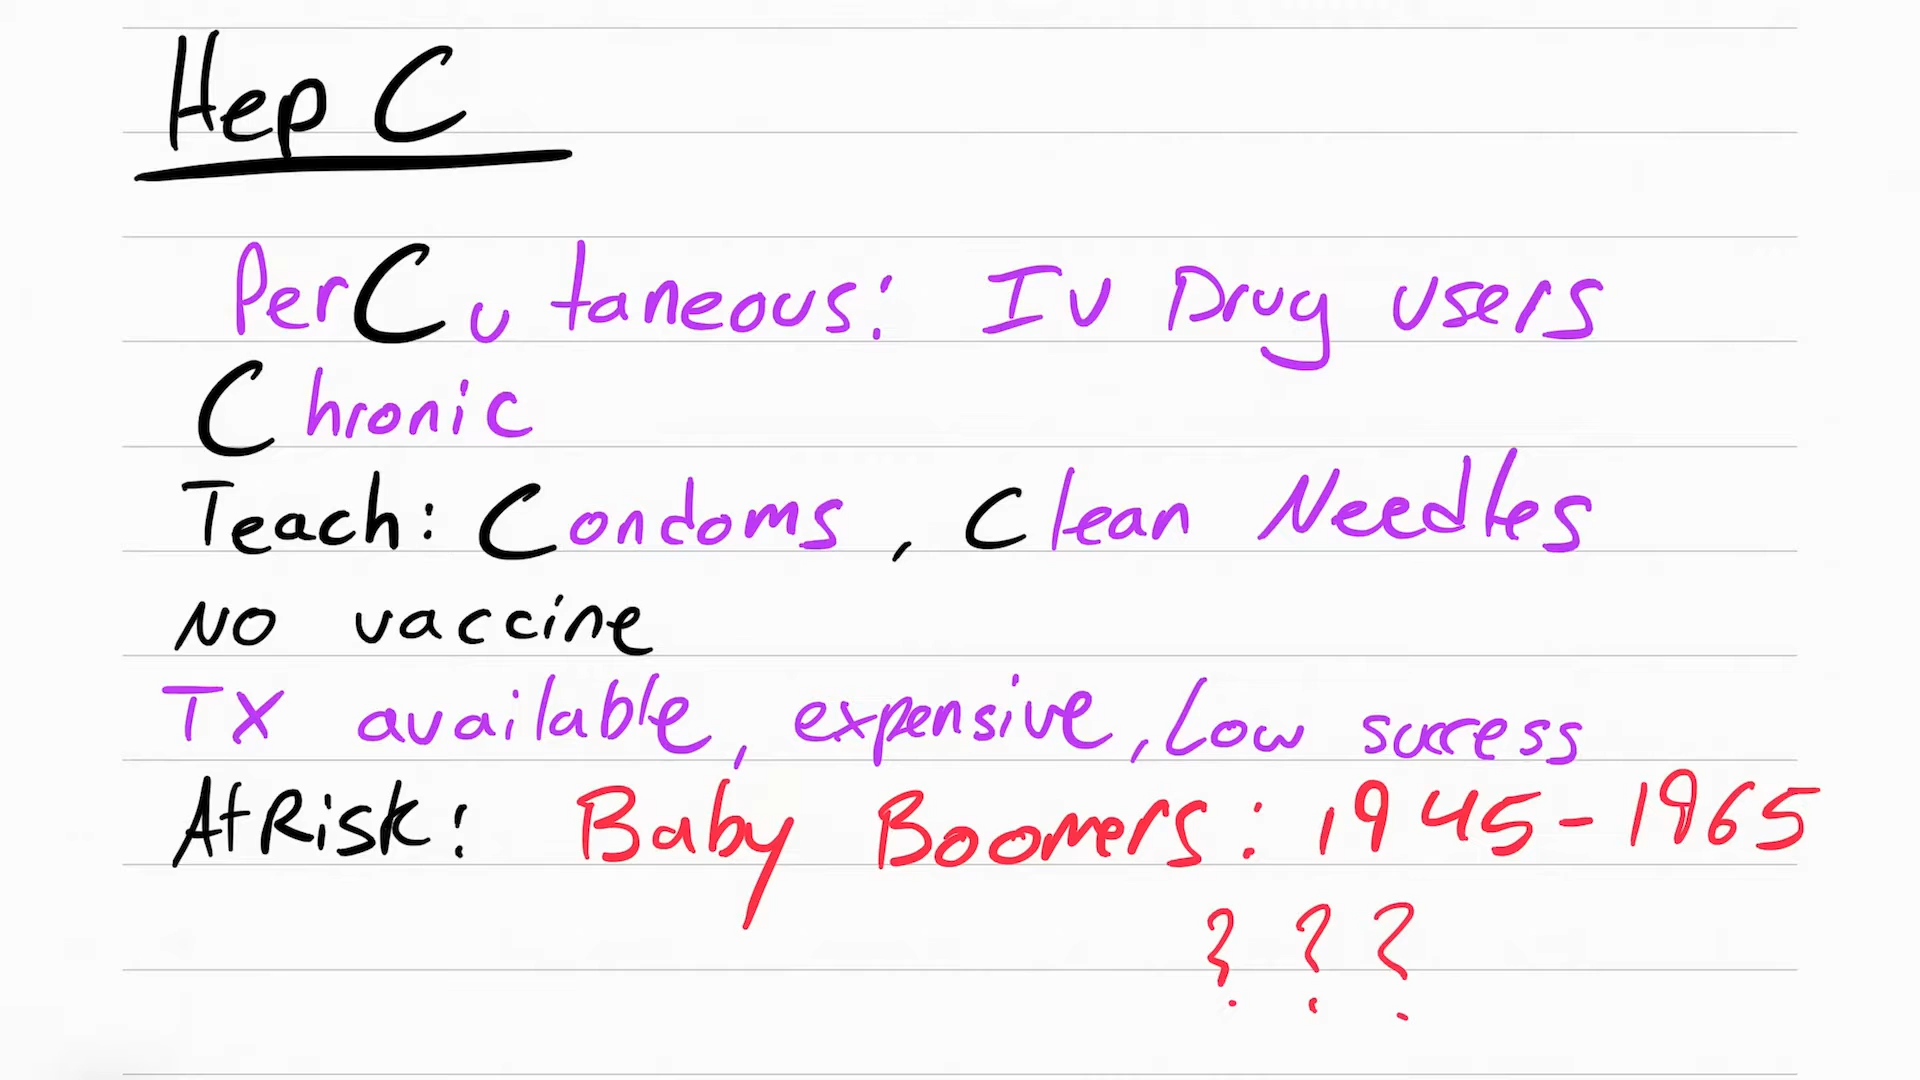 Hep C
PerCutaneous: IV Drug users
Chronic
Teach: Condoms, Clean Needles
NO vaccine
TX available, expensive, Low success
At Risk: Baby Boomers: 1945-1965
? ? ?